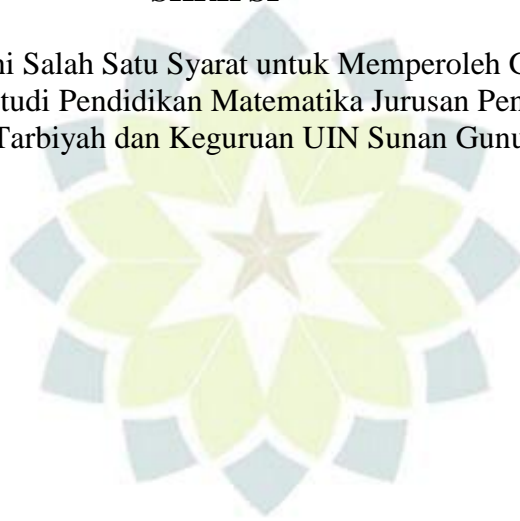 ni Salah Satu Syarat untuk Memperoleh G
tudi Pendidikan Matematika Jurusan Pen
Tarbiyah dan Keguruan UIN Sunan Gunu